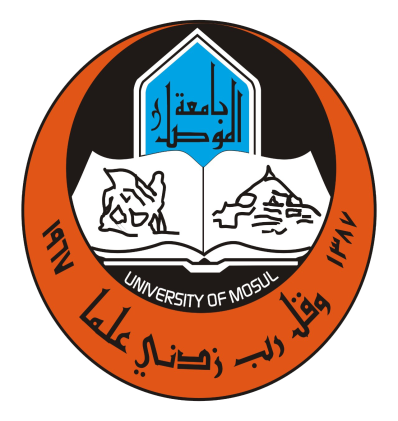 جامعة
الموصل
UNIVERSITY OF MOSUL
١٩٦٧
١٣٨٧
وقل رب زدني علما